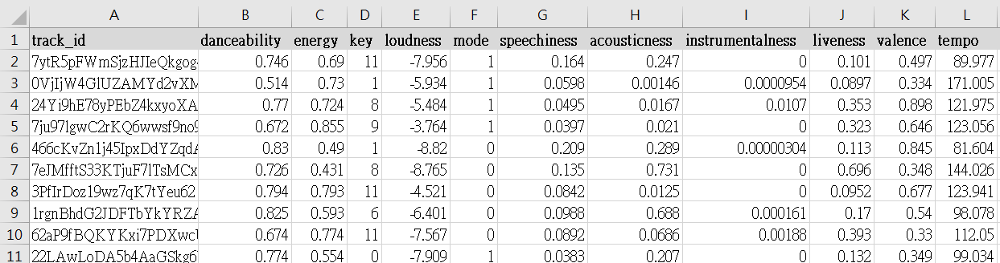 A B C D E F G H I J K L
1 track_id danceability energy key loudness mode speechiness acousticness instrumentalness liveness valence tempo
2 7ytR5pFWmSjzHJIeQkgog 0.746 0.69 11 -7.956 1 0.164 0.247 0 0.101 0.497 89.977
3 0VjIjW4GlUZAMYd2vXM 0.514 0.73 1 -5.934 1 0.0598 0.00146 0.0000954 0.0897 0.334 171.005
4 24Yi9hE78yPEbZ4kxyoXA 0.77 0.724 8 -5.484 1 0.0495 0.0167 0.0107 0.353 0.898 121.975
5 7ju97lgwC2rKQ6wwsf9no9 0.672 0.855 9 -3.764 1 0.0397 0.021 0 0.323 0.646 123.056
6 466cKvZn1j45IpxDdYZqdA 0.83 0.49 1 -8.82 0 0.209 0.289 0.00000304 0.113 0.845 81.604
7 7eJMfftS33KTjuF7lTsMCx 0.726 0.431 8 -8.765 0 0.135 0.731 0 0.696 0.348 144.026
8 3PfIrDoz19wz7qK7tYeu62 0.794 0.793 11 -4.521 0 0.0842 0.0125 0 0.0952 0.677 123.941
9 1rgnBhdG2JDFTbYkYRZA 0.825 0.593 6 -6.401 0 0.0988 0.688 0.000161 0.17 0.54 98.078
10 62aP9fBQKYKxi7PDXwcU 0.674 0.774 11 -7.567 0 0.0892 0.0686 0.00188 0.393 0.33 112.05
11 22LAwLoDA5b4AaGSkg6 0.774 0.554 0 -7.909 1 0.0383 0.207 0 0.132 0.349 99.034